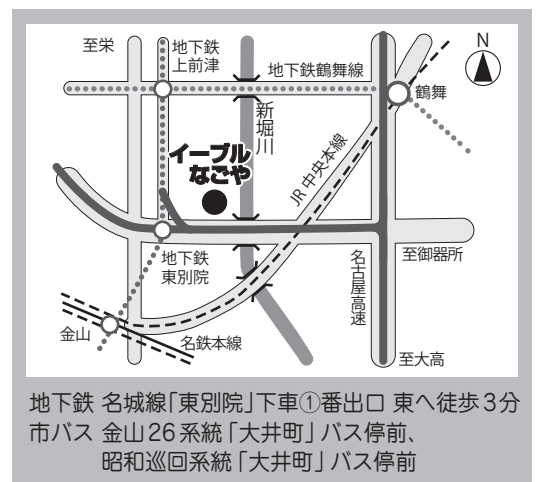 至栄
地下鉄
上前津
地下鉄鶴舞線
N
鶴舞
新堀川
イーブル
なごや
JR中央本線
地下鉄
東別院
名古屋高速
至御器所
金山
名鉄本線
至大高
地下鉄 名城線「東別院」下車①番出口 東へ徒歩3分
市バス 金山26系統「大井町」バス停前、
昭和巡回系統「大井町」バス停前